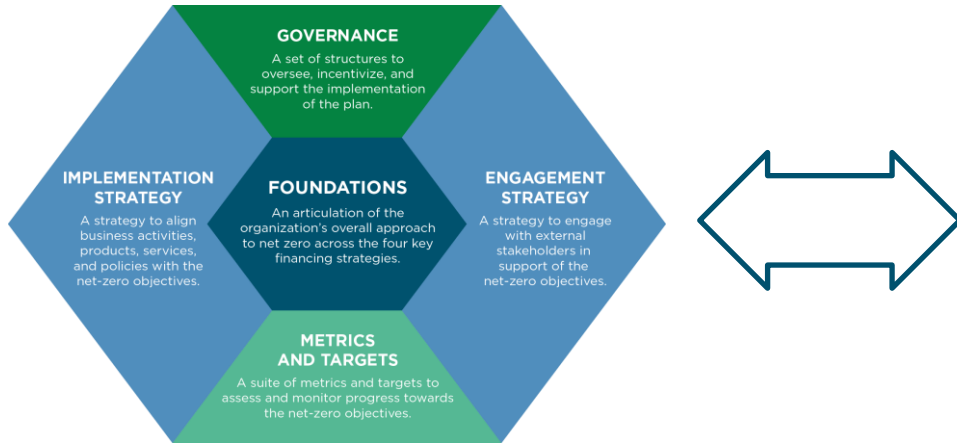 GOVERNANCE
A set of structures to
oversee, incentivize, and
support the implementation
of the plan.
IMPLEMENTATION
STRATEGY
A strategy to align
business activities,
products, services,
and policies with the
net-zero objectives.
FOUNDATIONS
An articulation of the
organization's overall approach
to net zero across the four key
financing strategies.
ENGAGEMENT
STRATEGY
A strategy to engage
with external
stakeholders in
support of the
net-zero objectives.
METRICS
AND TARGETS
A suite of metrics and targets to
assess and monitor progress towards
the net-zero objectives.